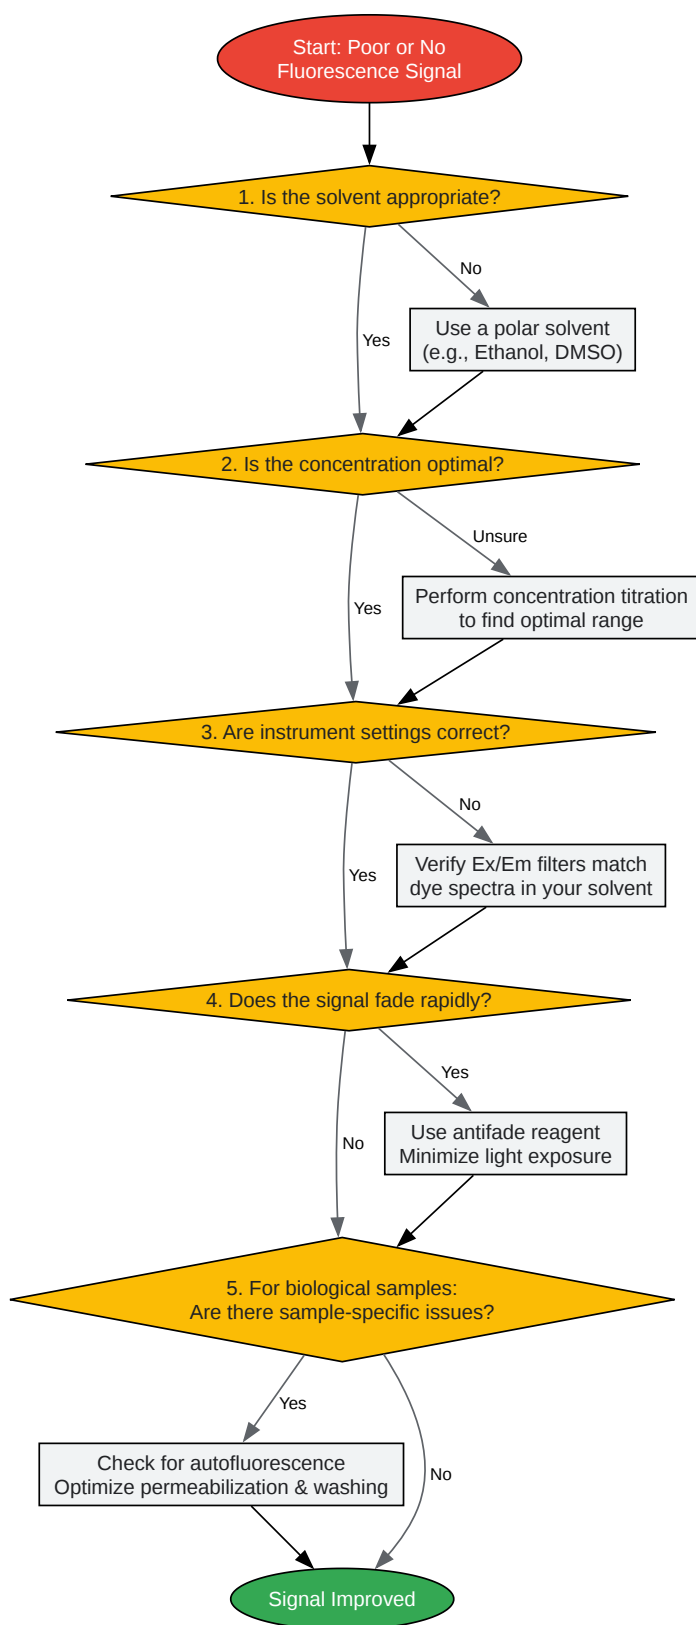 Start: Poor or No
Fluorescence Signal
1. Is the solvent appropriate?
No
Yes
Use a polar solvent
(e.g., Ethanol, DMSO)
2. Is the concentration optimal?
Unsure
Yes
Perform concentration titration
to find optimal range
3. Are instrument settings correct?
No
Yes
Verify Ex/Em filters match
dye spectra in your solvent
4. Does the signal fade rapidly?
Yes
No
Use antifade reagent
Minimize light exposure
5. For biological samples:
Are there sample-specific issues?
Yes
No
Check for autofluorescence
Optimize permeabilization & washing
Signal Improved